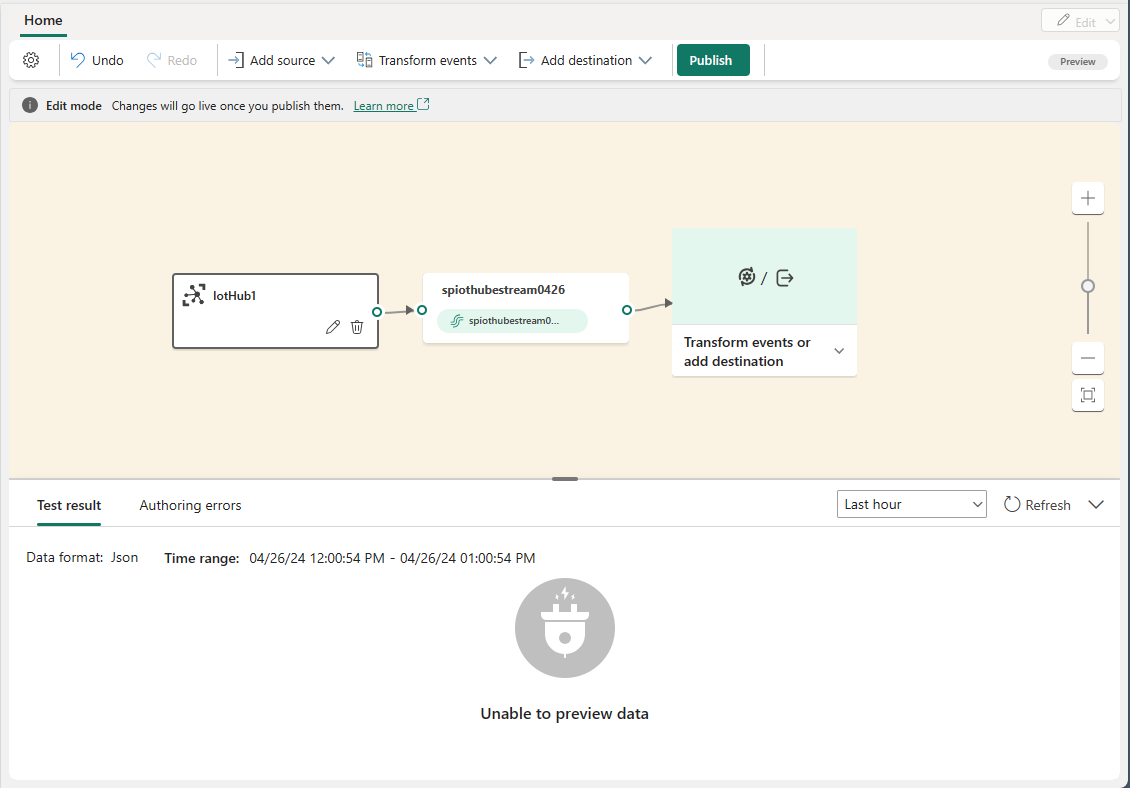 Home
Edit
Undo
Redo
Add source
Transform events
Add destination
Publish
Preview
Edit mode Changes will go live once you publish them. Learn more
IotHub1
spiothubestream0426
spiothubestream0...
/
Transform events or
add destination
Test result
Authoring errors
Last hour
Refresh
Data format: Json
Time range: 04/26/24 12:00:54 PM - 04/26/24 01:00:54 PM
Unable to preview data